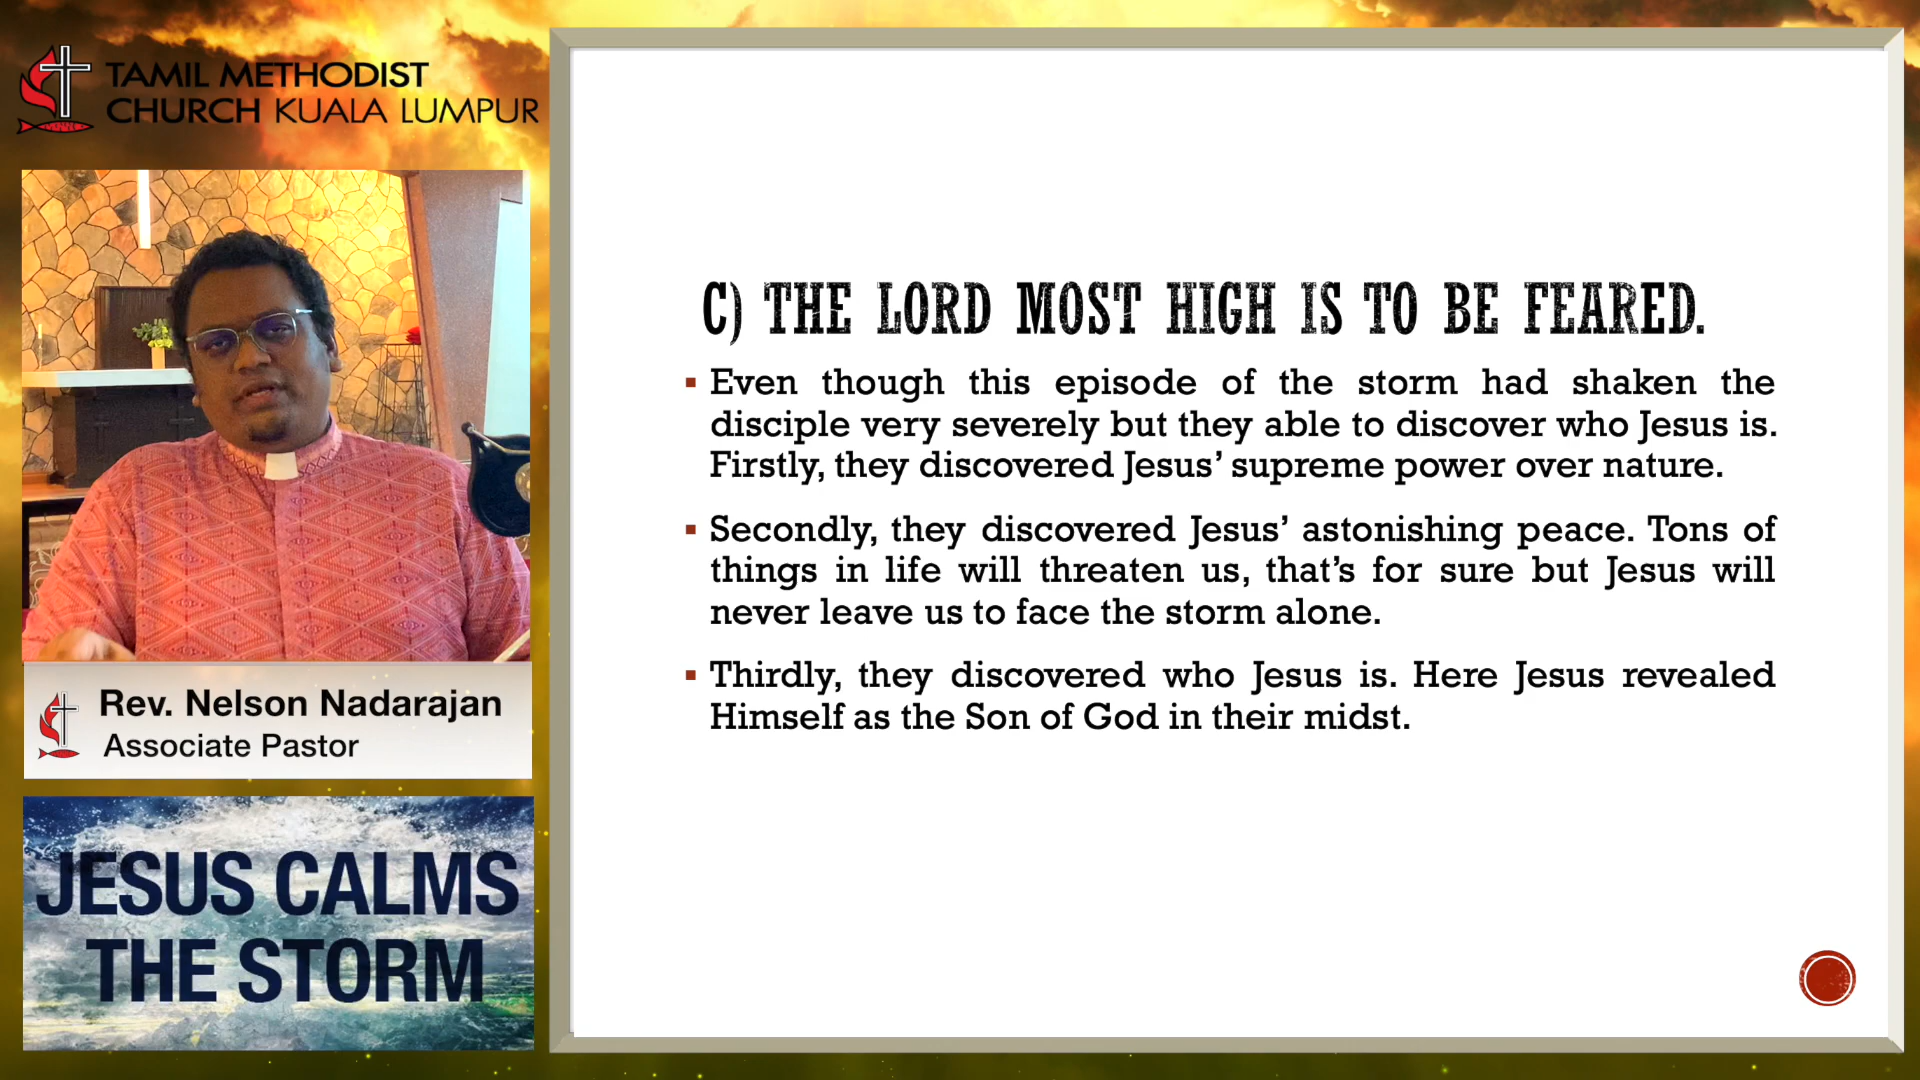 TAMIL METHODIST
CHURCH KUALA LUMPUR
Rev. Nelson Nadarajan
Associate Pastor
JESUS CALMS
THE STORM
C) THE LORD MOST HIGH IS TO BE FEARED.
▪ Even though this episode of the storm had shaken the
disciple very severely but they able to discover who Jesus is.
Firstly, they discovered Jesus’ supreme power over nature.
▪ Secondly, they discovered Jesus’ astonishing peace. Tons of
things in life will threaten us, that’s for sure but Jesus will
never leave us to face the storm alone.
▪ Thirdly, they discovered who Jesus is. Here Jesus revealed
Himself as the Son of God in their midst.